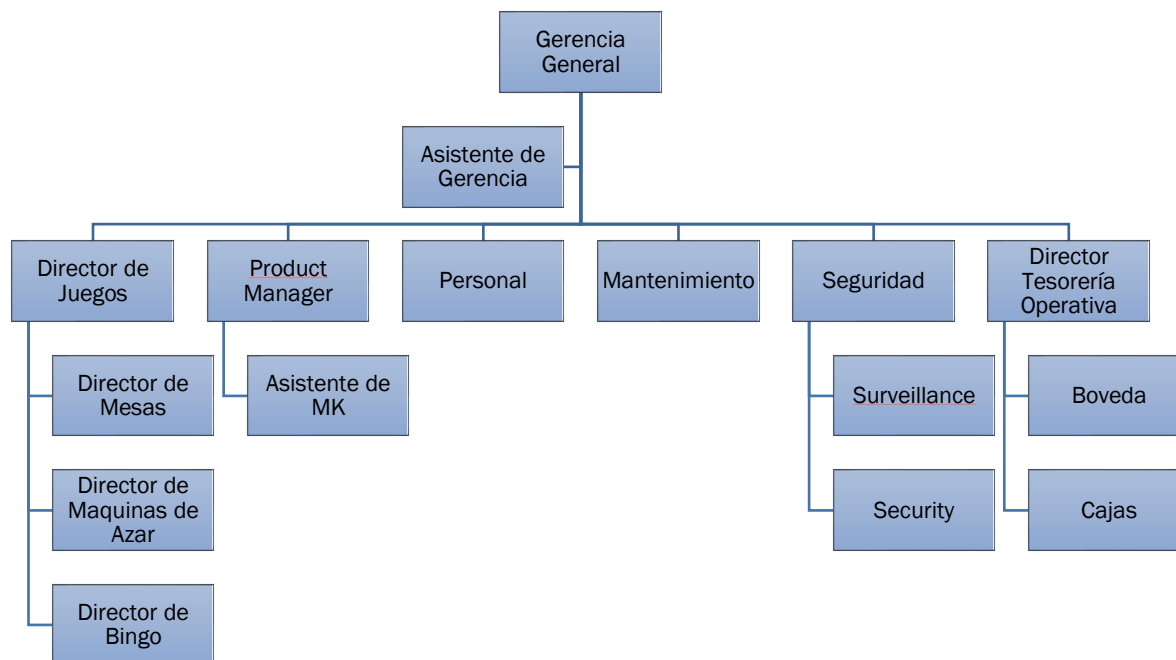 Gerencia
General
Asistente de
Gerencia
Director de
Juegos
Product
Manager
Personal
Mantenimiento
Seguridad
Director
Tesorería
Operativa
Director de
Mesas
Asistente de
MK
Surveillance
Boveda
Director de
Maquinas de
Azar
Security
Cajas
Director de
Bingo